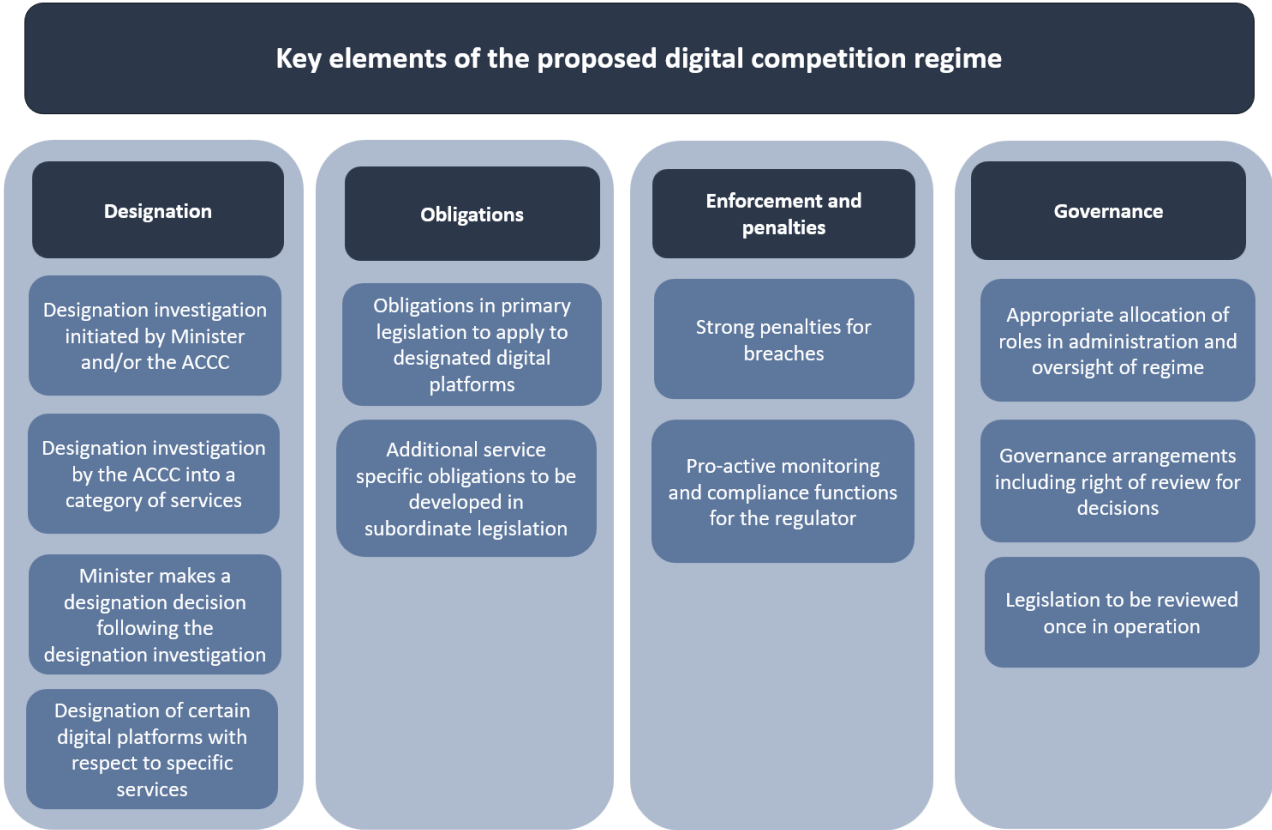 Key elements of the proposed digital competition regime
Designation
Designation investigation
initiated by Minister
and/or the ACCC
Designation investigation
by the ACCC into a
category of services
Minister makes a
designation decision
following the
designation investigation
Designation of certain
digital platforms with
respect to specific
services
Obligations
Obligations in primary
legislation to apply to
designated digital
platforms
Additional service
specific obligations to be
developed in
subordinate legislation
Enforcement and
penalties
Strong penalties for
breaches
Pro-active monitoring
and compliance functions
for the regulator
Governance
Appropriate allocation of
roles in administration and
oversight of regime
Governance arrangements
including right of review for
decisions
Legislation to be reviewed
once in operation